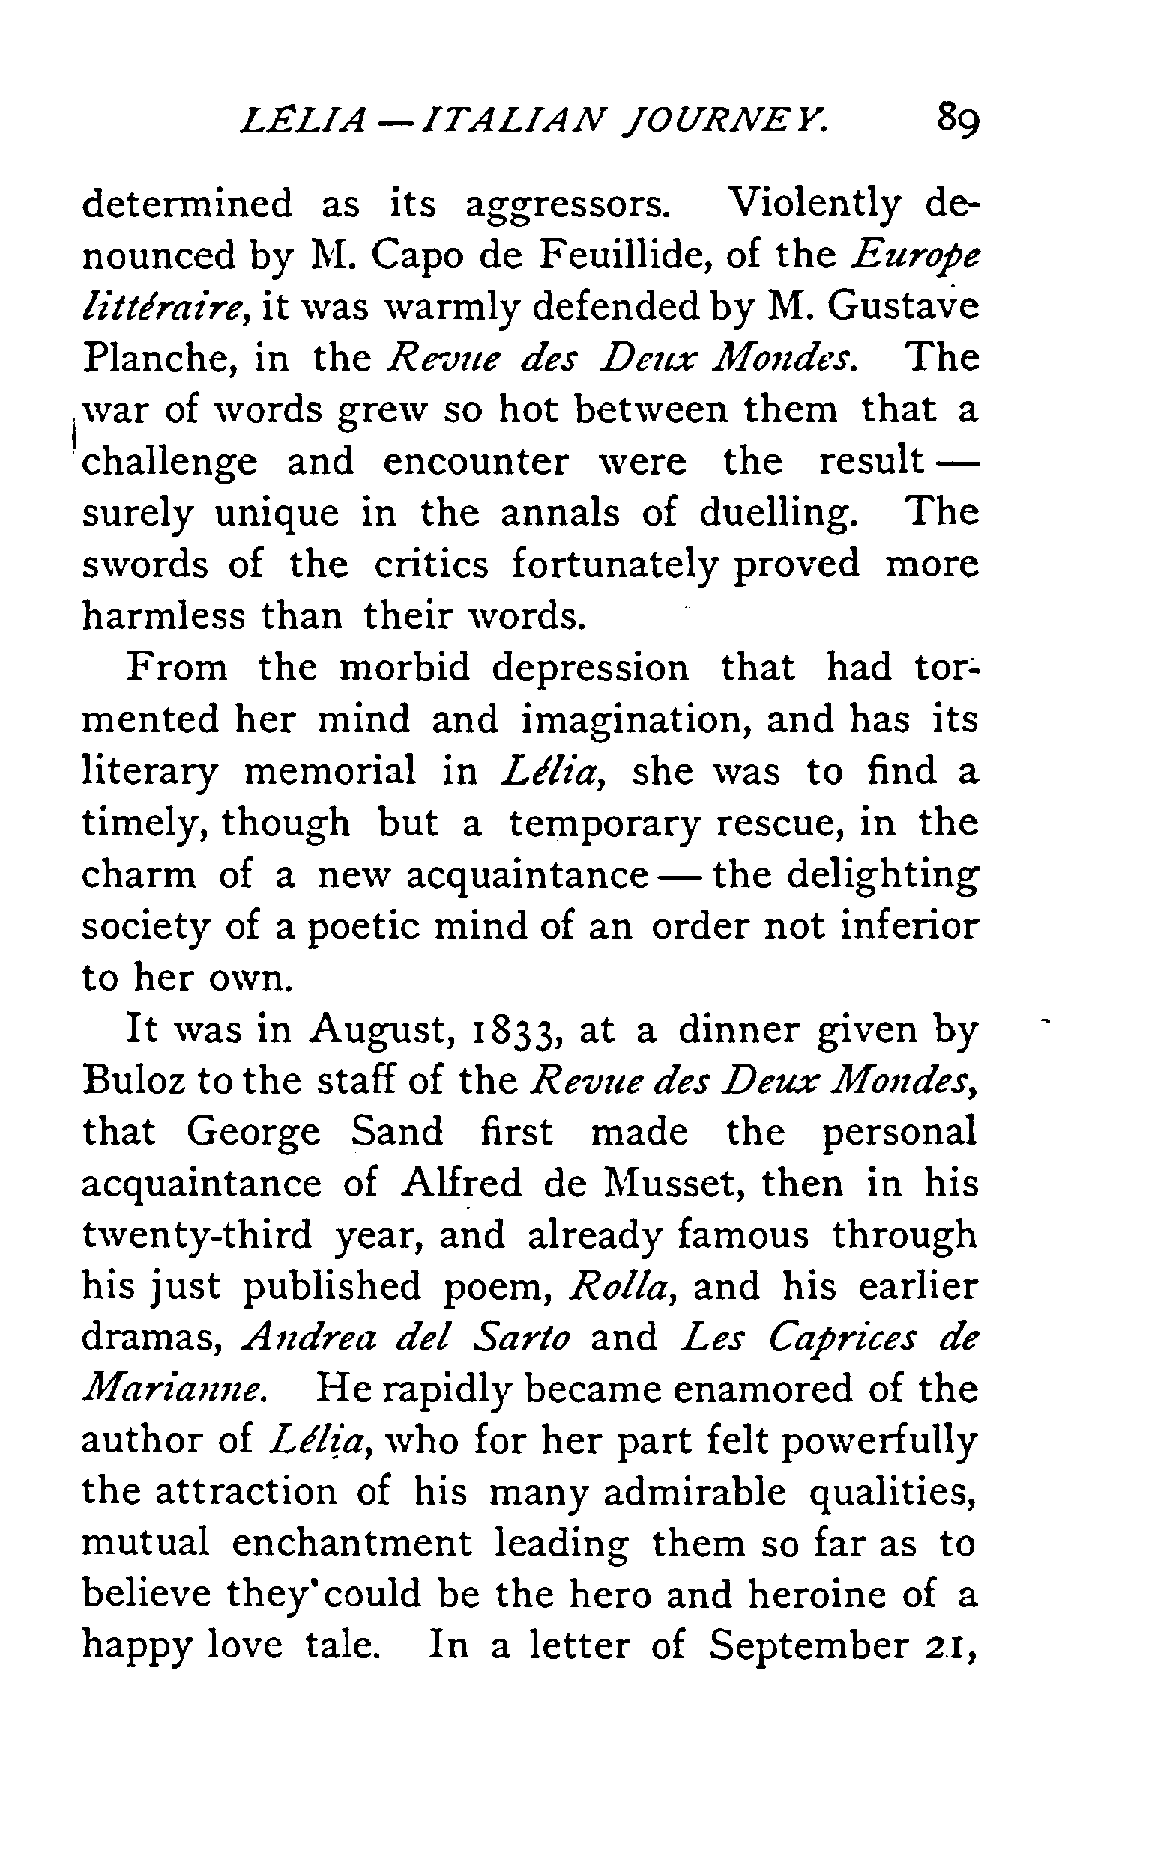 LÉLIA — ITALIAN JOURNEY. 89
determined as its aggressors. Violently de-
nounced by M. Capo de Feuillide, of the Europe
littéraire, it was warmly defended by M. Gustave
Planche, in the Revue des Deux Mondes. The
war of words grew so hot between them that a
challenge and encounter were the result —
surely unique in the annals of duelling. The
swords of the critics fortunately proved more
harmless than their words.
From the morbid depression that had tor-
mented her mind and imagination, and has its
literary memorial in Lélia, she was to find a
timely, though but a temporary rescue, in the
charm of a new acquaintance — the delighting
society of a poetic mind of an order not inferior
to her own.
It was in August, 1833, at a dinner given by
Buloz to the staff of the Revue des Deux Mondes,
that George Sand first made the personal
acquaintance of Alfred de Musset, then in his
twenty-third year, and already famous through
his just published poem, Rolla, and his earlier
dramas, Andrea del Sarto and Les Caprices de
Marianne. He rapidly became enamored of the
author of Lélia, who for her part felt powerfully
the attraction of his many admirable qualities,
mutual enchantment leading them so far as to
believe they could be the hero and heroine of a
happy love tale. In a letter of September 21,